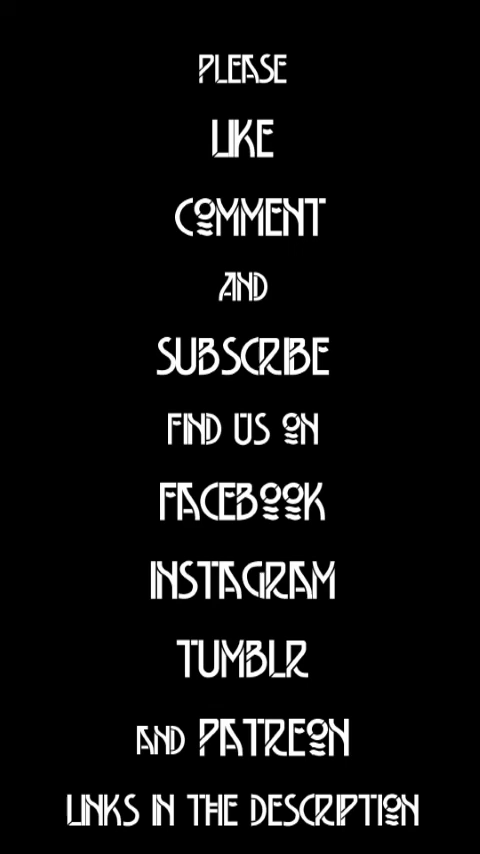 PLEASE
LIKE
COMMENT
AND
SUBSCRIBE
FIND US ON
FACEBOOK
INSTAGRAM
TUMBLR
AND PATREON
LINKS IN THE DESCRIPTION